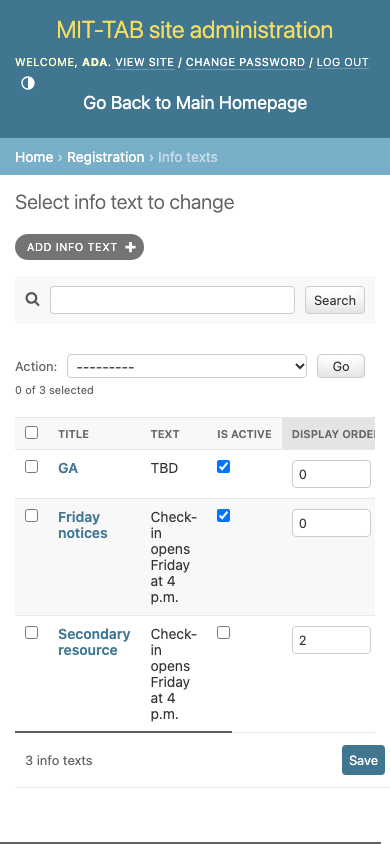 MIT-TAB site administration
WELCOME, ADA. VIEW SITE / CHANGE PASSWORD / LOG OUT
Go Back to Main Homepage
Home › Registration › Info texts
Select info text to change
ADD INFO TEXT +
Search
Action: --------- Go
0 of 3 selected
TITLE TEXT IS ACTIVE DISPLAY ORDE
GA TBD 0
Friday notices Check-in opens Friday at 4 p.m. 0
Secondary resource Check-in opens Friday at 4 p.m. 2
3 info texts Save